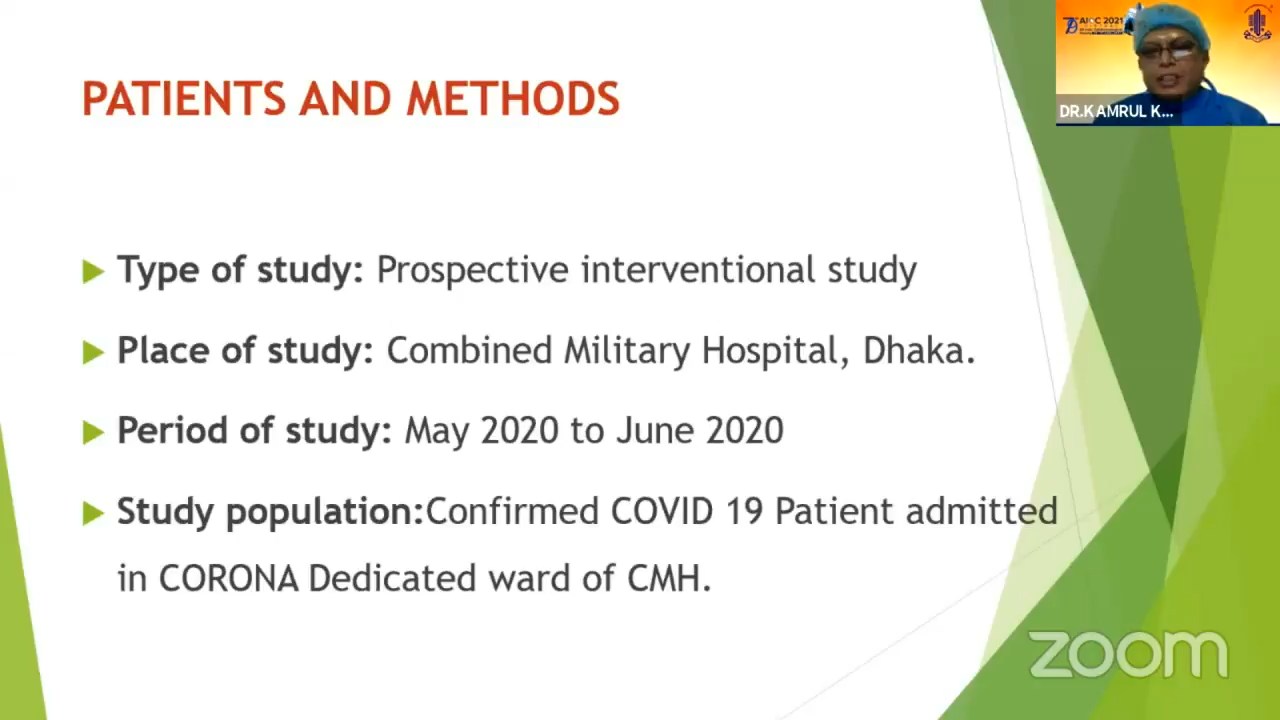 AIOC 2021
DR.KAMRUL K...
PATIENTS AND METHODS
Type of study: Prospective interventional study
Place of study: Combined Military Hospital, Dhaka.
Period of study: May 2020 to June 2020
Study population:Confirmed COVID 19 Patient admitted
in CORONA Dedicated ward of CMH.
zoom